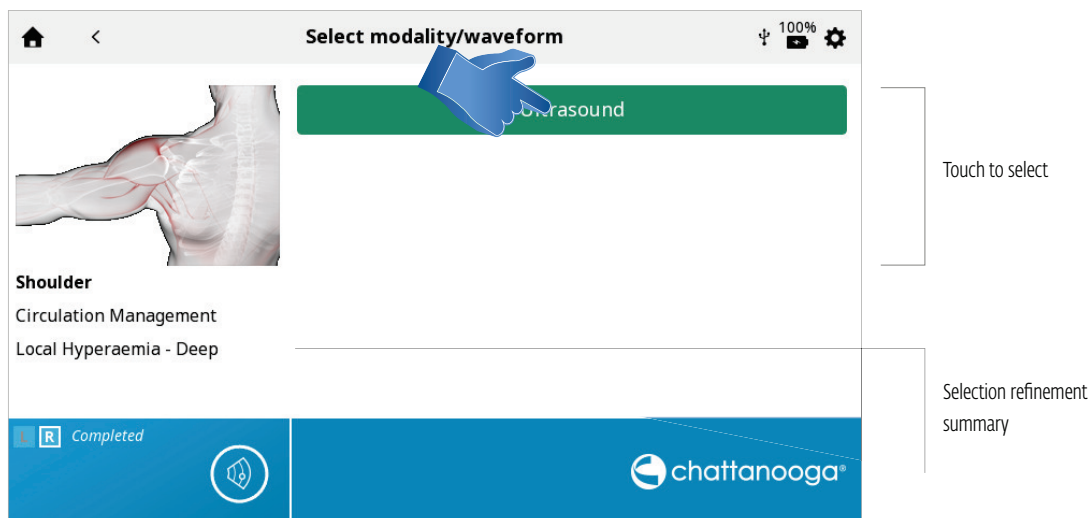 Select modality/waveform
100%
Ultrasound
Touch to select
Shoulder
Circulation Management
Local Hyperaemia - Deep
Selection refinement
summary
L R Completed
chattanooga®